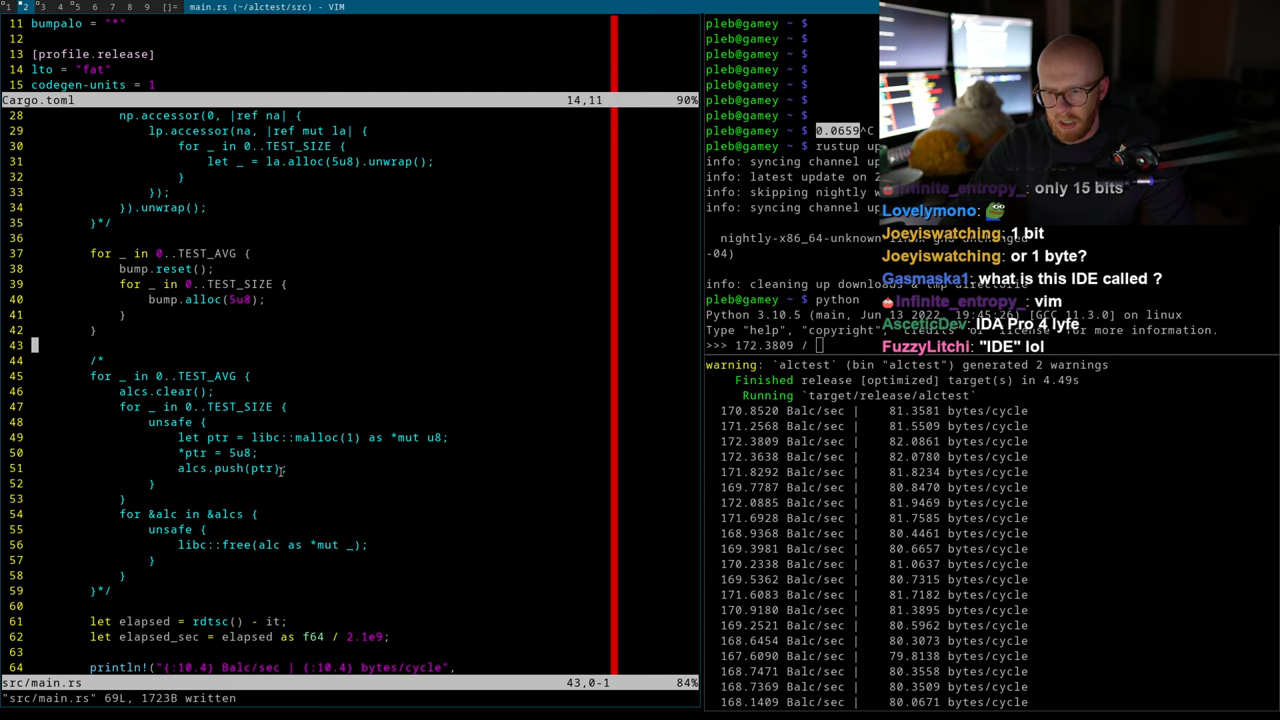 1 2 3 4 5 6 7 8 9 []= main.rs (~/alctest/src) - VIM
11 bumpalo = "*"
12
13 [profile.release]
14 lto = "fat"
15 codegen-units = 1
Cargo.toml 14,11 90%
28 np.accessor(0, |ref na| {
29 lp.accessor(na, |ref mut la| {
30 for _ in 0..TEST_SIZE {
31 let _ = la.alloc(5u8).unwrap();
32 }
33 });
34 }).unwrap();
35 }*/
36
37 for _ in 0..TEST_AVG {
38 bump.reset();
39 for _ in 0..TEST_SIZE {
40 bump.alloc(5u8);
41 }
42 }
43
44 /*
45 for _ in 0..TEST_AVG {
46 alcs.clear();
47 for _ in 0..TEST_SIZE {
48 unsafe {
49 let ptr = libc::malloc(1) as *mut u8;
50 *ptr = 5u8;
51 alcs.push(ptr);
52 }
53 }
54 for &alc in &alcs {
55 unsafe {
56 libc::free(alc as *mut _);
57 }
58 }
59 }*/
60
61 let elapsed = rdtsc() - it;
62 let elapsed_sec = elapsed as f64 / 2.1e9;
63
64 println!("{:10.4} Balc/sec | {:10.4} bytes/cycle",
src/main.rs 43,0-1 84%
"src/main.rs" 69L, 1723B written
pleb@gamey ~ $
pleb@gamey ~ $
pleb@gamey ~ $
pleb@gamey ~ $
pleb@gamey ~ $
pleb@gamey ~ $
pleb@gamey ~ $
pleb@gamey ~ $ 0.0659^C
pleb@gamey ~ $ rustup up
info: syncing channel
info: latest update on 2
info: skipping nightly
info: syncing channel up
nightly-x86_64-unknown-linux-gnu unchanged
-04)
info: cleaning up downloads & tmp directories
pleb@gamey ~ $ python
Python 3.10.5 (main, Jun 13 2022, 19:45:26) [GCC 11.3.0] on linux
Type "help", "copyright", "credits" or "license" for more information.
>>> 172.3809 /
Infinite_entropy_: only 15 bits
Lovelymono:
Joeyiswatching: 1 bit
Joeyiswatching: or 1 byte?
Gasmaska1: what is this IDE called ?
Infinite_entropy_: vim
AsceticDev: IDA Pro 4 lyfe
FuzzyLitchi: "IDE" lol
warning: `alctest` (bin "alctest") generated 2 warnings
Finished release [optimized] target(s) in 4.49s
Running `target/release/alctest`
170.8520 Balc/sec | 81.3581 bytes/cycle
171.2568 Balc/sec | 81.5509 bytes/cycle
172.3809 Balc/sec | 82.0861 bytes/cycle
172.3638 Balc/sec | 82.0780 bytes/cycle
171.8292 Balc/sec | 81.8234 bytes/cycle
169.7787 Balc/sec | 80.8470 bytes/cycle
172.0885 Balc/sec | 81.9469 bytes/cycle
171.6928 Balc/sec | 81.7585 bytes/cycle
168.9368 Balc/sec | 80.4461 bytes/cycle
169.3981 Balc/sec | 80.6657 bytes/cycle
170.2338 Balc/sec | 81.0637 bytes/cycle
169.5362 Balc/sec | 80.7315 bytes/cycle
171.6083 Balc/sec | 81.7182 bytes/cycle
170.9180 Balc/sec | 81.3895 bytes/cycle
169.2521 Balc/sec | 80.5962 bytes/cycle
168.6454 Balc/sec | 80.3073 bytes/cycle
167.6090 Balc/sec | 79.8138 bytes/cycle
168.7471 Balc/sec | 80.3558 bytes/cycle
168.7369 Balc/sec | 80.3509 bytes/cycle
168.1409 Balc/sec | 80.0671 bytes/cycle